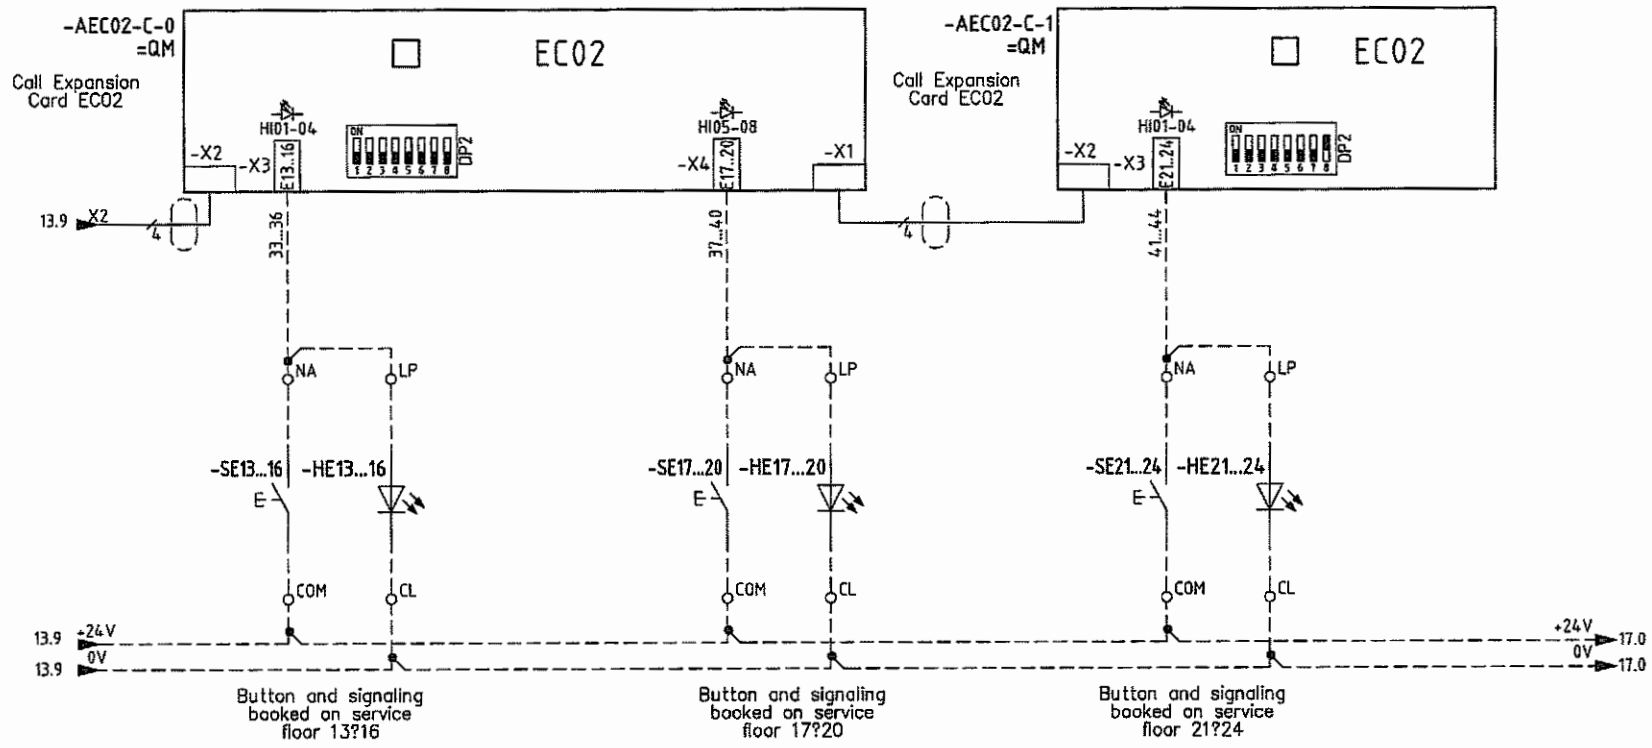 -AEC02-C-0
=QM
Call Expansion
Card EC02
EC02
HI01-04
ON
1 2 3 4 5 6 7 8
DP2
-X2
-X3
E13..16
HI05-08
-X4
E17..20
-X1
-AEC02-C-1
=QM
Call Expansion
Card EC02
EC02
HI01-04
ON
1 2 3 4 5 6 7 8
DP2
-X2
-X3
E21..24
13.9
X2
4
33...36
37...40
4
41...44
NA
LP
NA
LP
NA
LP
-SE13...16
-HE13...16
-SE17...20
-HE17...20
-SE21...24
-HE21...24
COM
CL
COM
CL
COM
CL
13.9
+24V
+24V
17.0
13.9
0V
0V
17.0
Button and signaling
booked on service
floor 13?16
Button and signaling
booked on service
floor 17?20
Button and signaling
booked on service
floor 21?24